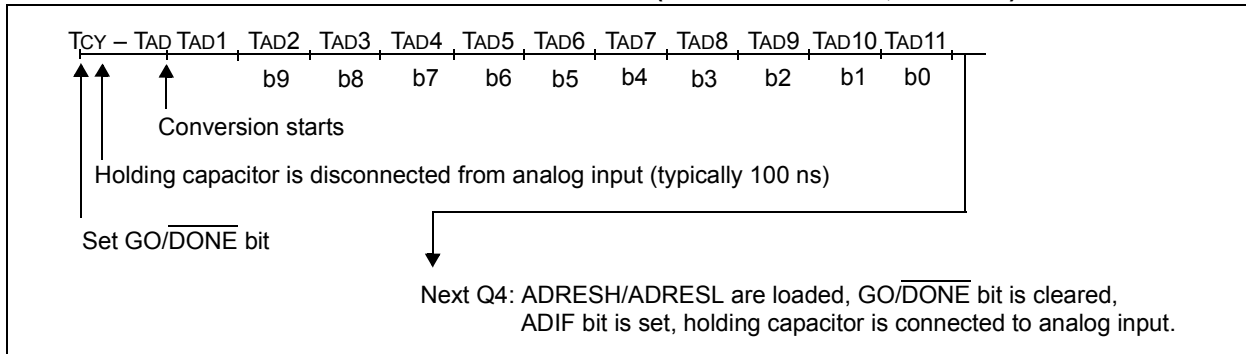 TCY – TAD TAD1 TAD2 TAD3 TAD4 TAD5 TAD6 TAD7 TAD8 TAD9 TAD10 TAD11
b9 b8 b7 b6 b5 b4 b3 b2 b1 b0
Conversion starts
Holding capacitor is disconnected from analog input (typically 100 ns)
Set GO/DONE bit
Next Q4: ADRESH/ADRESL are loaded, GO/DONE bit is cleared,
ADIF bit is set, holding capacitor is connected to analog input.